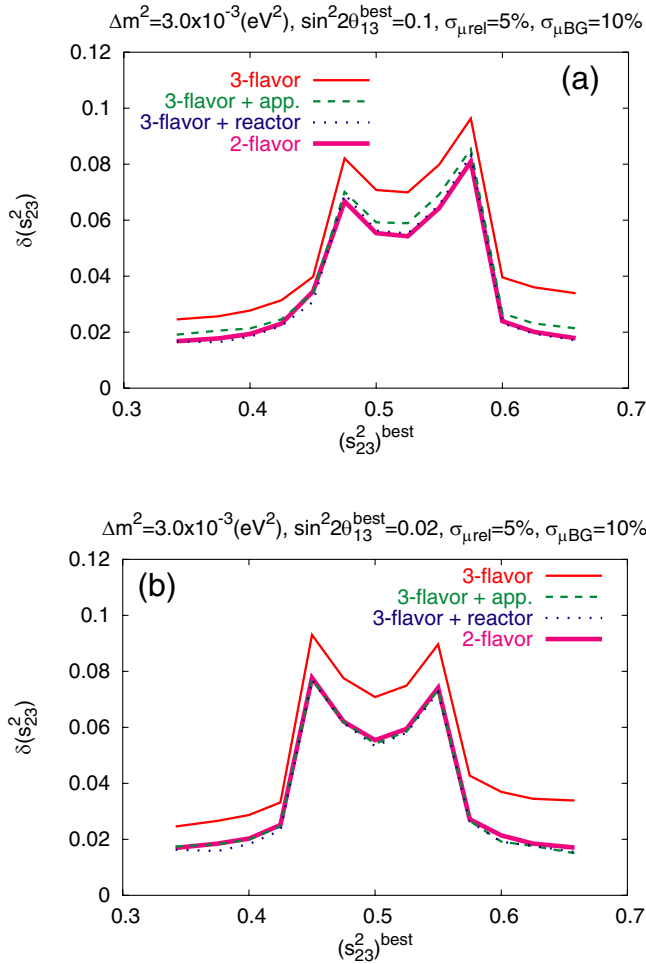 Δm²=3.0x10⁻³(eV²), sin²2θ₁₃ᵇᵉˢᵗ=0.1, σ_μrel=5%, σ_μBG=10%
(a)
3-flavor
3-flavor + app.
3-flavor + reactor
2-flavor
0.12
0.1
0.08
0.06
0.04
0.02
0
δ(s²₂₃)
0.3
0.4
0.5
0.6
0.7
(s²₂₃)ᵇᵉˢᵗ
Δm²=3.0x10⁻³(eV²), sin²2θ₁₃ᵇᵉˢᵗ=0.02, σ_μrel=5%, σ_μBG=10%
(b)
3-flavor
3-flavor + app.
3-flavor + reactor
2-flavor
0.12
0.1
0.08
0.06
0.04
0.02
0
δ(s²₂₃)
0.3
0.4
0.5
0.6
0.7
(s²₂₃)ᵇᵉˢᵗ